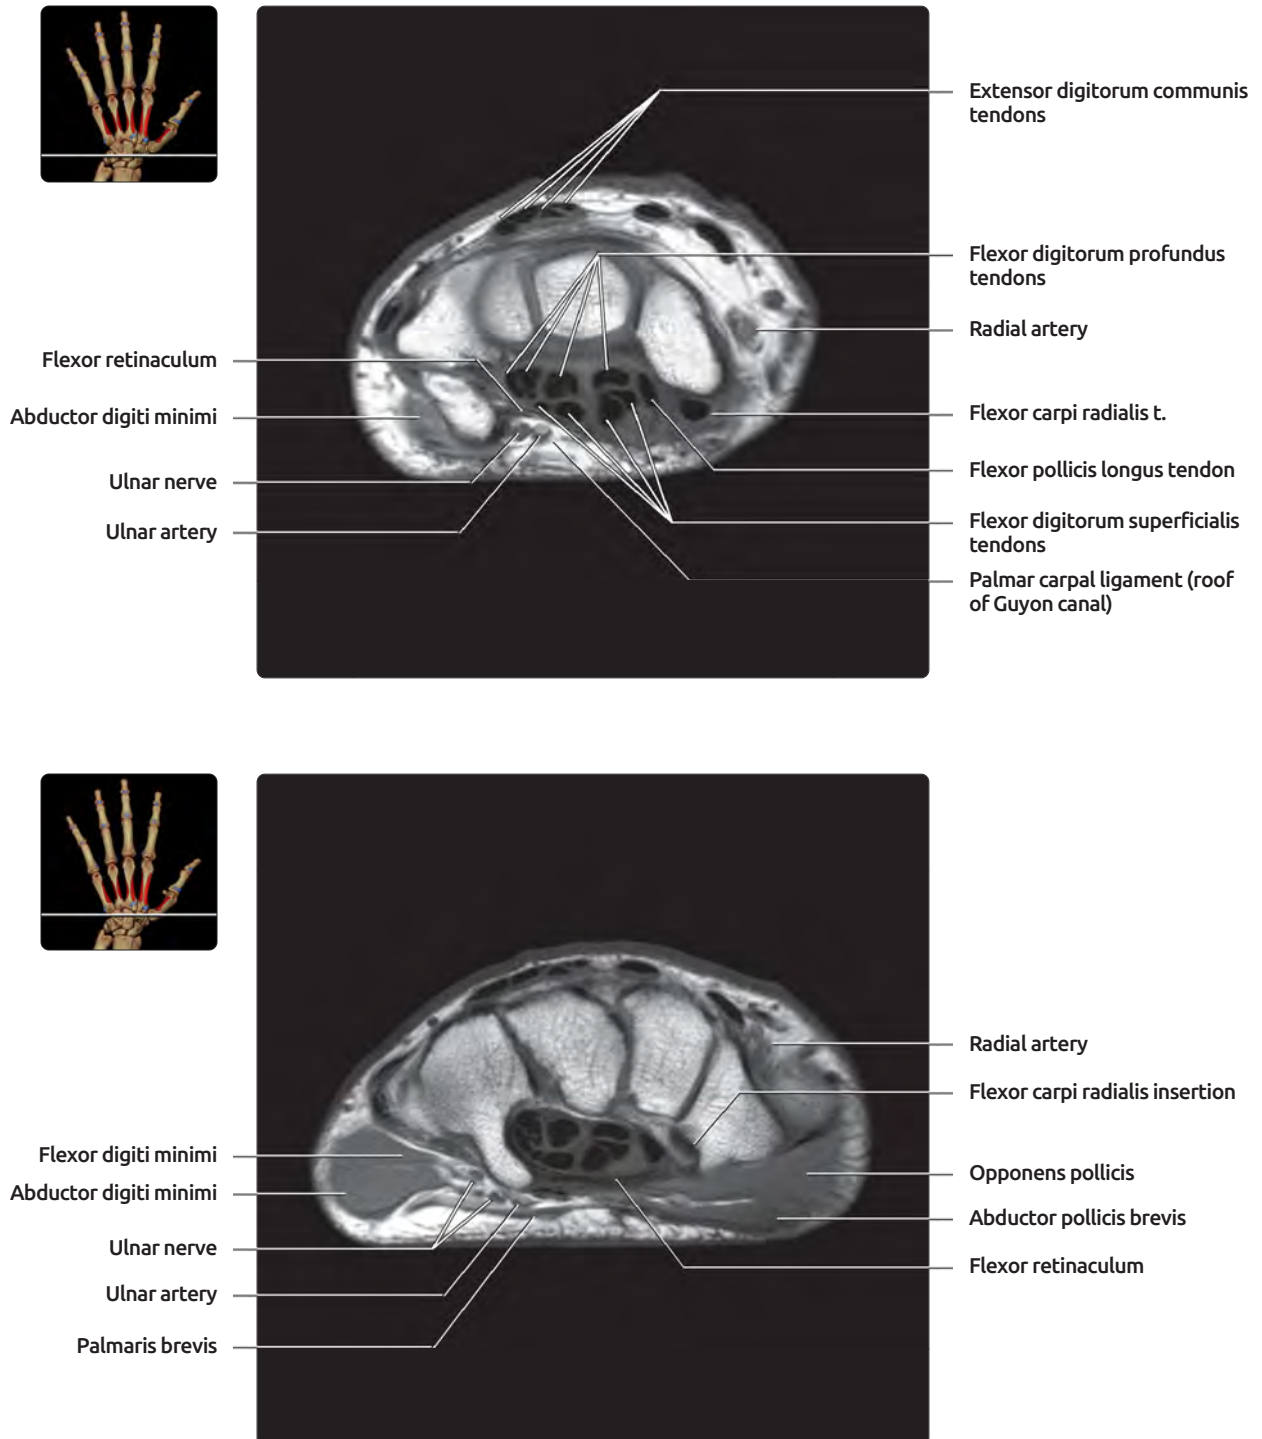 Extensor digitorum communis
tendons
Flexor digitorum profundus
tendons
Radial artery
Flexor retinaculum
Abductor digiti minimi
Flexor carpi radialis t.
Ulnar nerve
Flexor pollicis longus tendon
Ulnar artery
Flexor digitorum superficialis
tendons
Palmar carpal ligament (roof
of Guyon canal)
Radial artery
Flexor carpi radialis insertion
Flexor digiti minimi
Abductor digiti minimi
Opponens pollicis
Abductor pollicis brevis
Ulnar nerve
Flexor retinaculum
Ulnar artery
Palmaris brevis